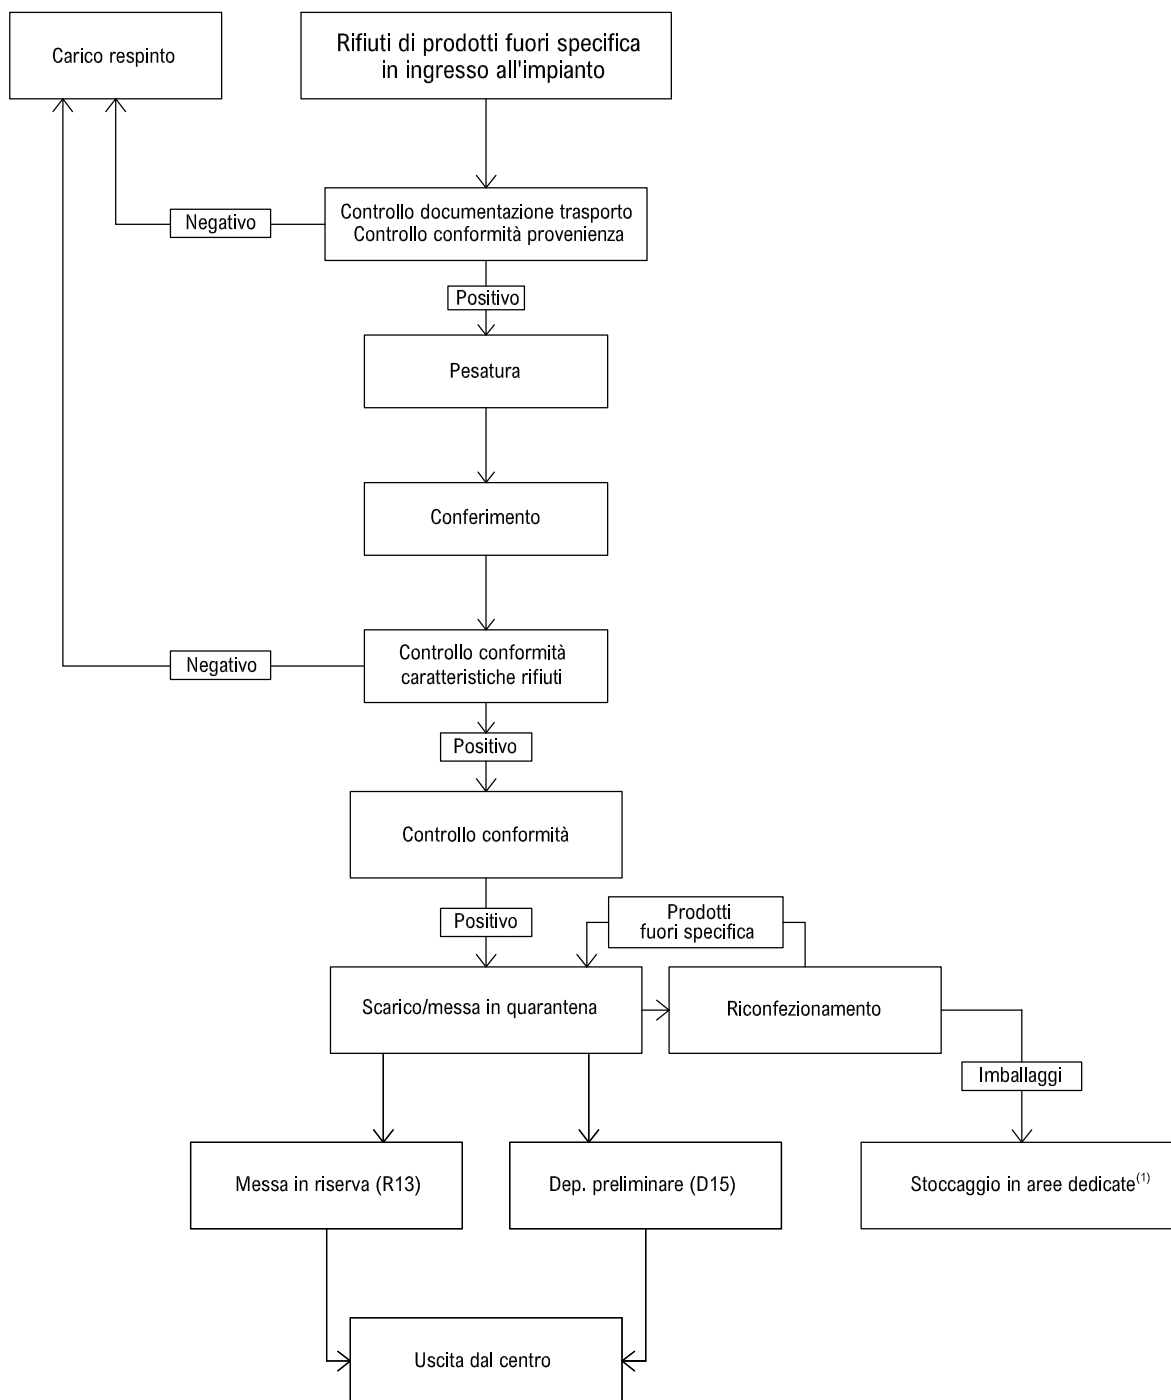 Carico respinto
Rifiuti di prodotti fuori specifica
in ingresso all'impianto
Negativo
Controllo documentazione trasporto
Controllo conformità provenienza
Positivo
Pesatura
Conferimento
Negativo
Controllo conformità
caratteristiche rifiuti
Positivo
Controllo conformità
Positivo
Prodotti
fuori specifica
Scarico/messa in quarantena
Riconfezionamento
Imballaggi
Messa in riserva (R13)
Dep. preliminare (D15)
Stoccaggio in aree dedicate(1)
Uscita dal centro